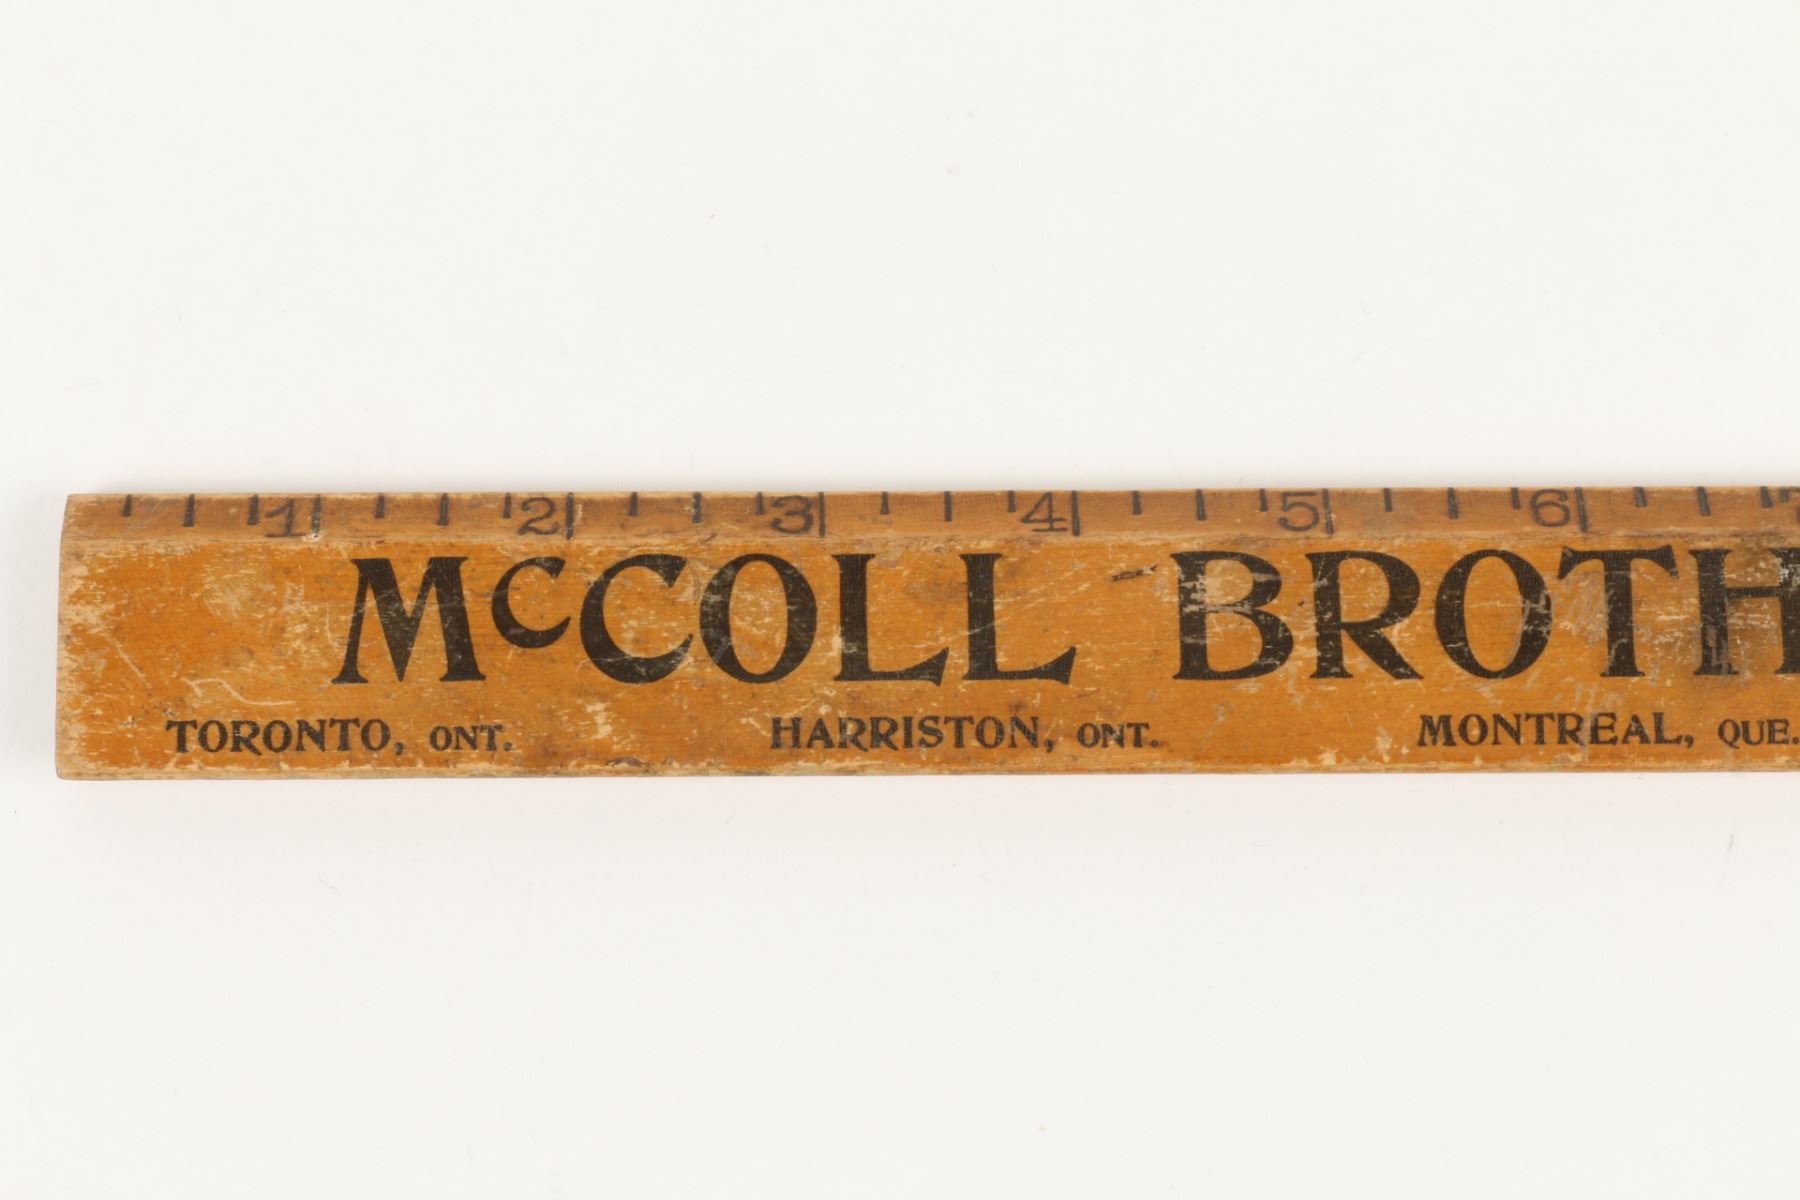 1 2 3 4 5 6
McCOLL BROTH
TORONTO, ONT. HARRISTON, ONT. MONTREAL, QUE.